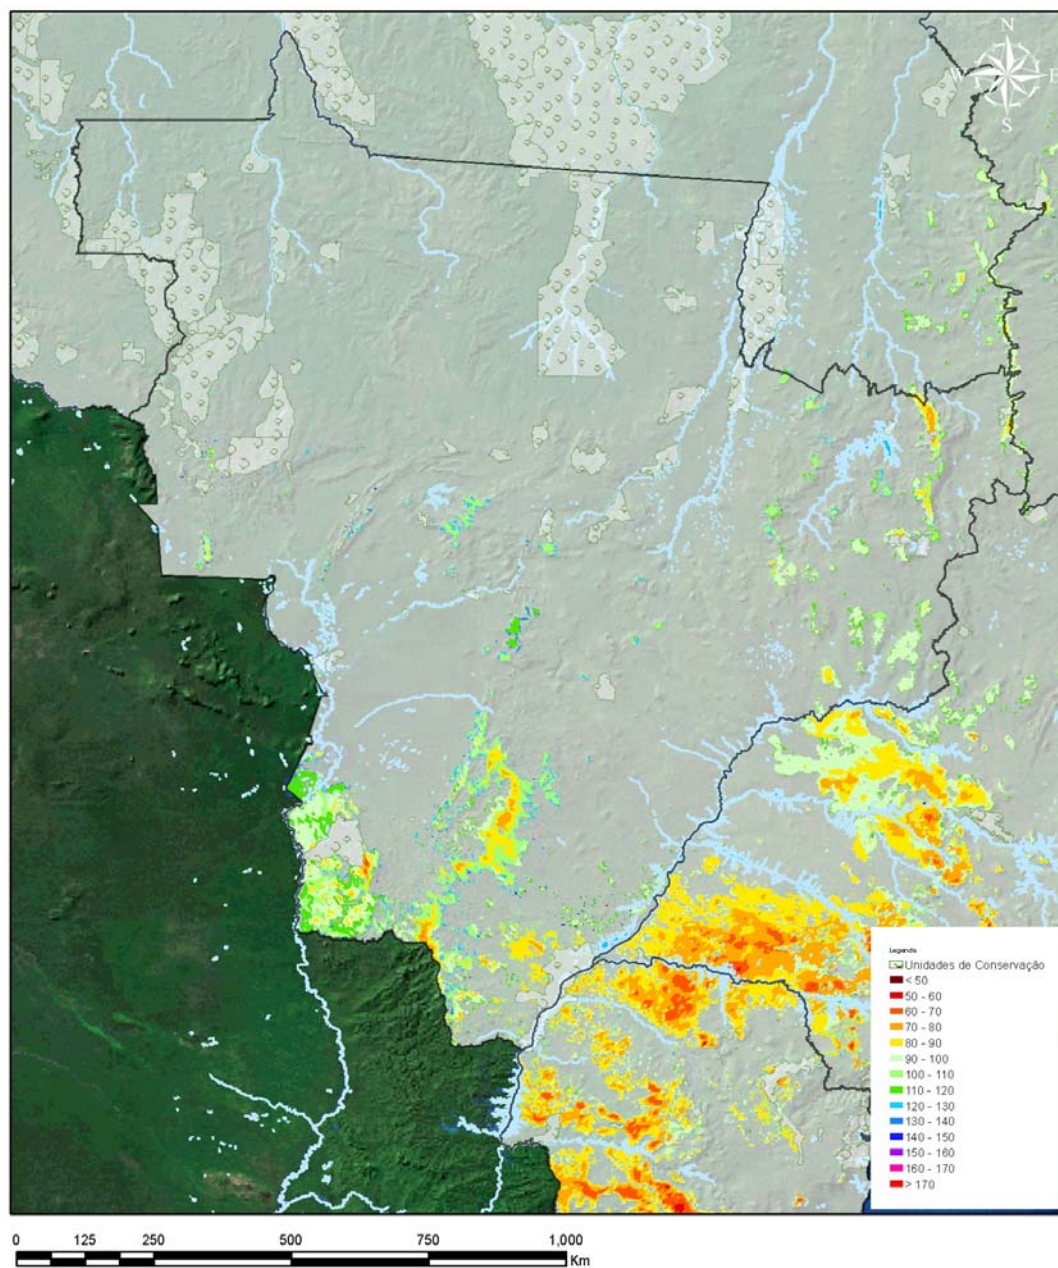 N
W E
S
Legenda
Unidades de Conservação
< 50
50 - 60
60 - 70
70 - 80
80 - 90
90 - 100
100 - 110
110 - 120
120 - 130
130 - 140
140 - 150
150 - 160
160 - 170
> 170
0 125 250 500 750 1,000
Km